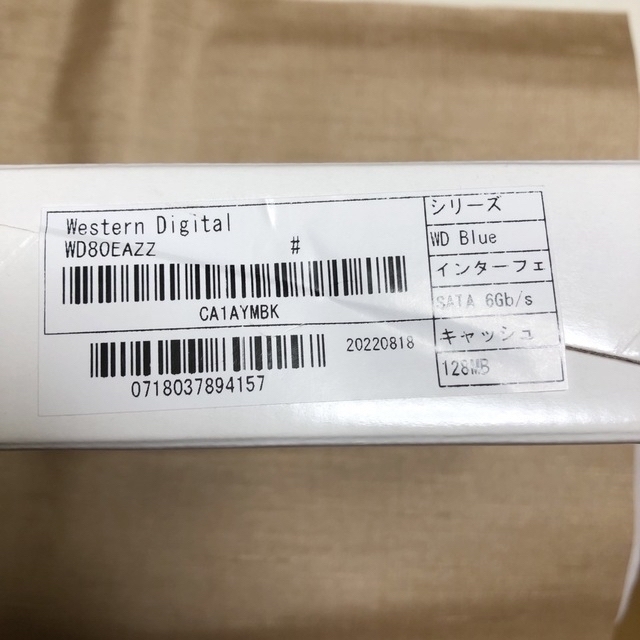 Western Digital
WD80EAZZ #
CA1AYMBK
20220818
0718037894157
シリーズ
WD Blue
インターフェ
SATA 6Gb/s
キャッシュ
128MB